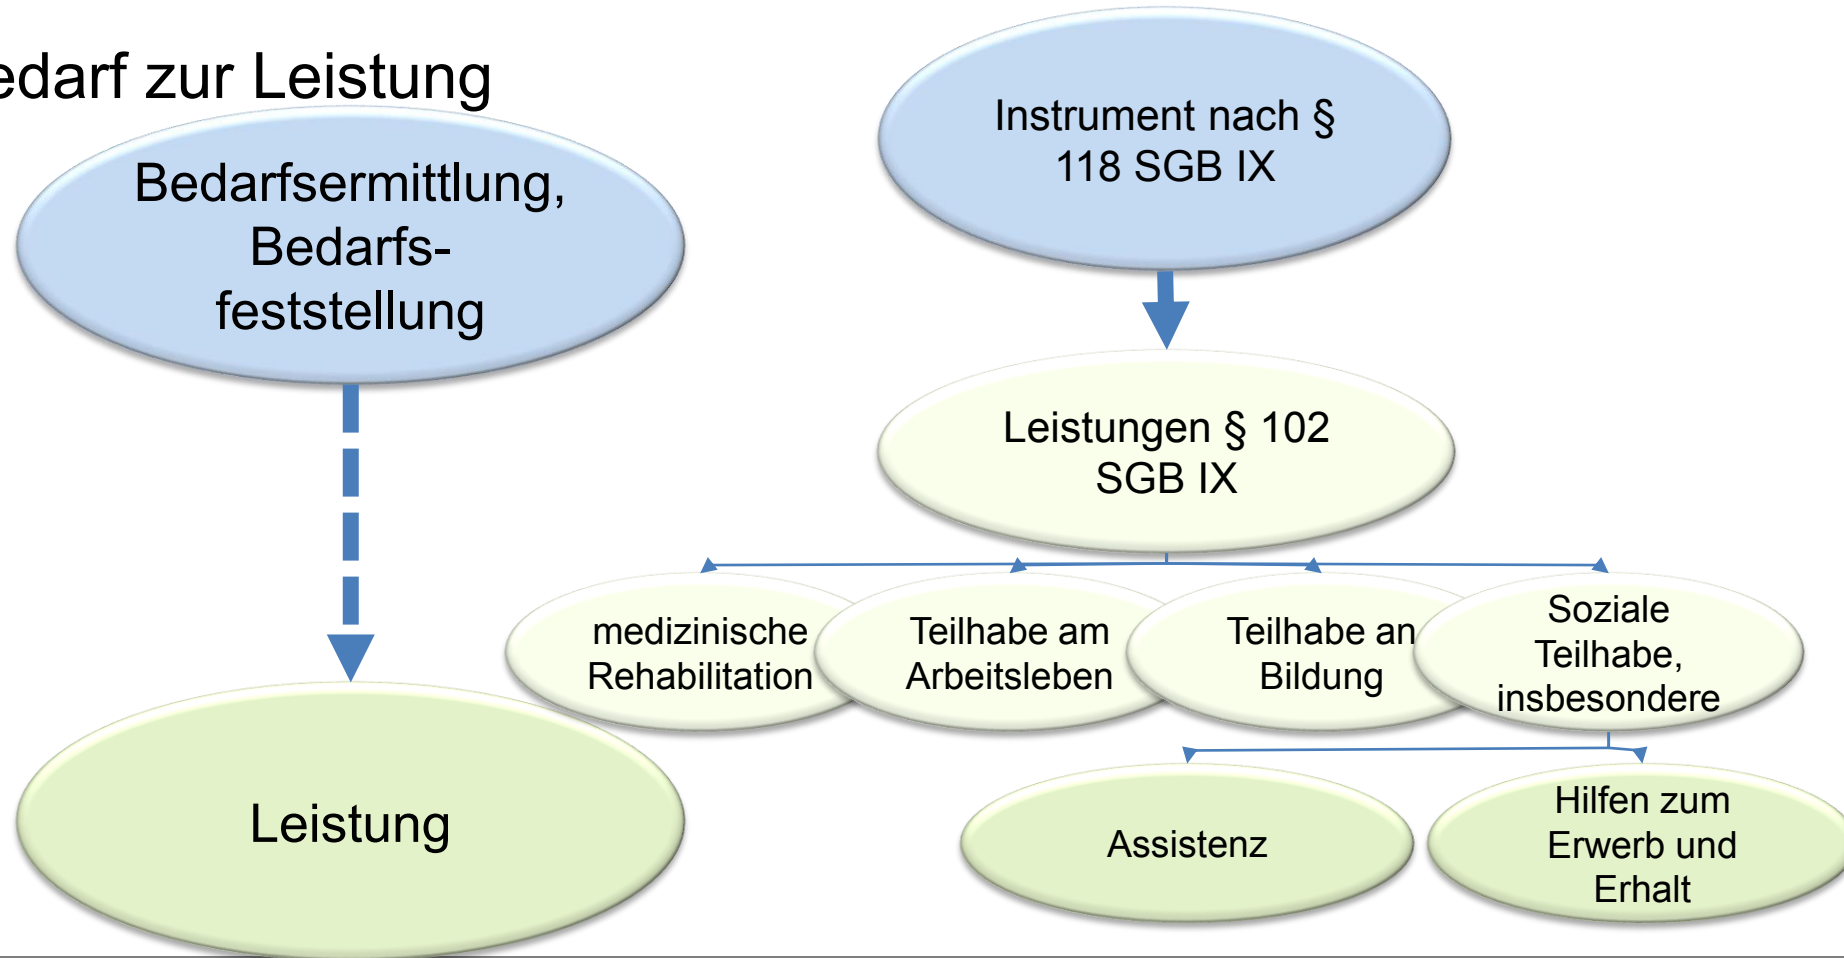 edarf zur Leistung
Bedarfsermittlung,
Bedarfs-
feststellung
Leistung
Instrument nach §
118 SGB IX
Leistungen § 102
SGB IX
medizinische
Rehabilitation
Teilhabe am
Arbeitsleben
Teilhabe an
Bildung
Soziale
Teilhabe,
insbesondere
Assistenz
Hilfen zum
Erwerb und
Erhalt